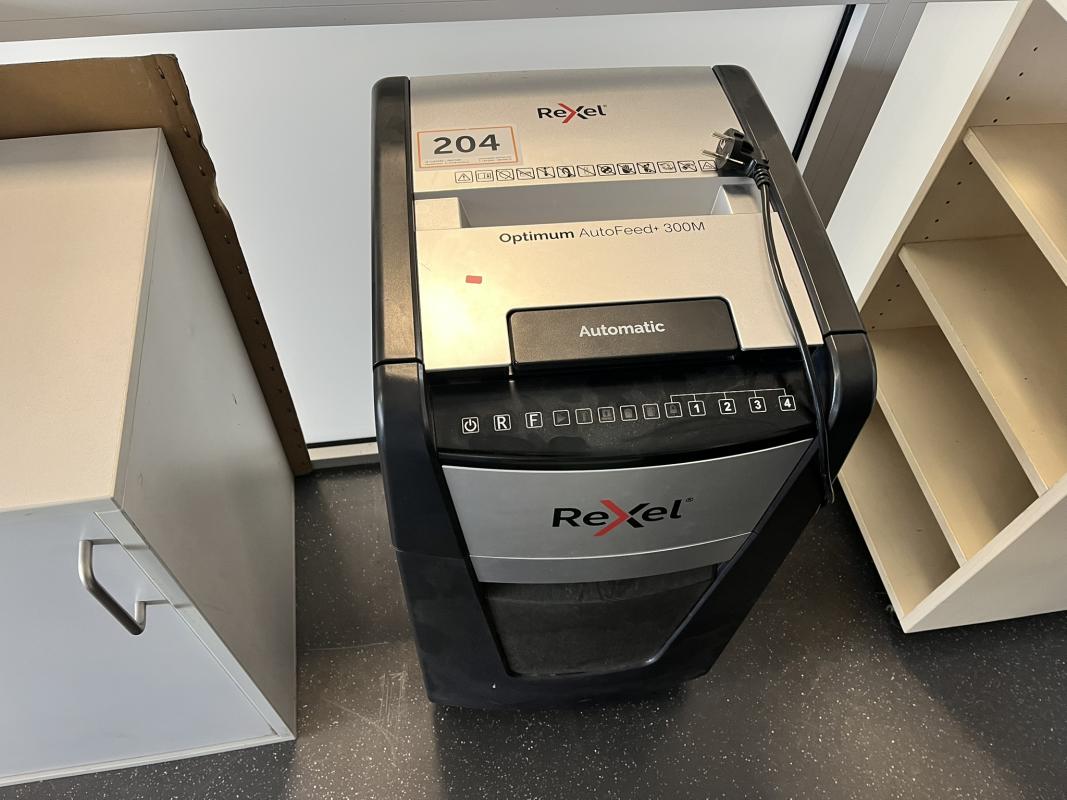 ReXel
204
Optimum AutoFeed+ 300M
Automatic
R F 1 2 3 4
ReXel®